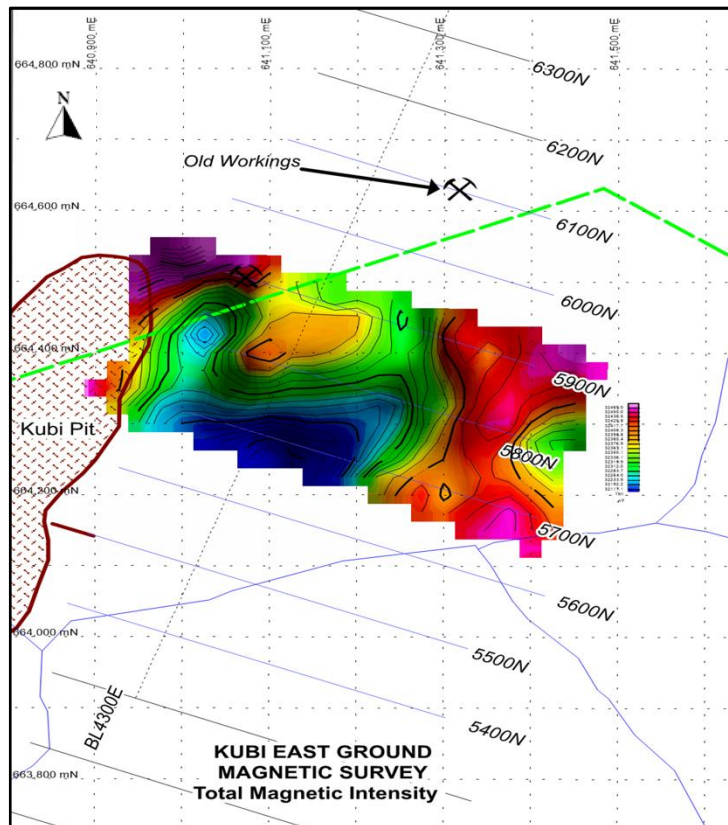 640,900 mE
641,100 mE
641,300 mE
641,500 mE
664,800 mN
6300N
N
6200N
Old Workings
664,600 mN
6100N
6000N
664,400 mN
5900N
Kubi Pit
5800N
664,200 mN
5700N
5600N
664,000 mN
5500N
BL4300E
5400N
KUBI EAST GROUND
MAGNETIC SURVEY
Total Magnetic Intensity
663,800 mN